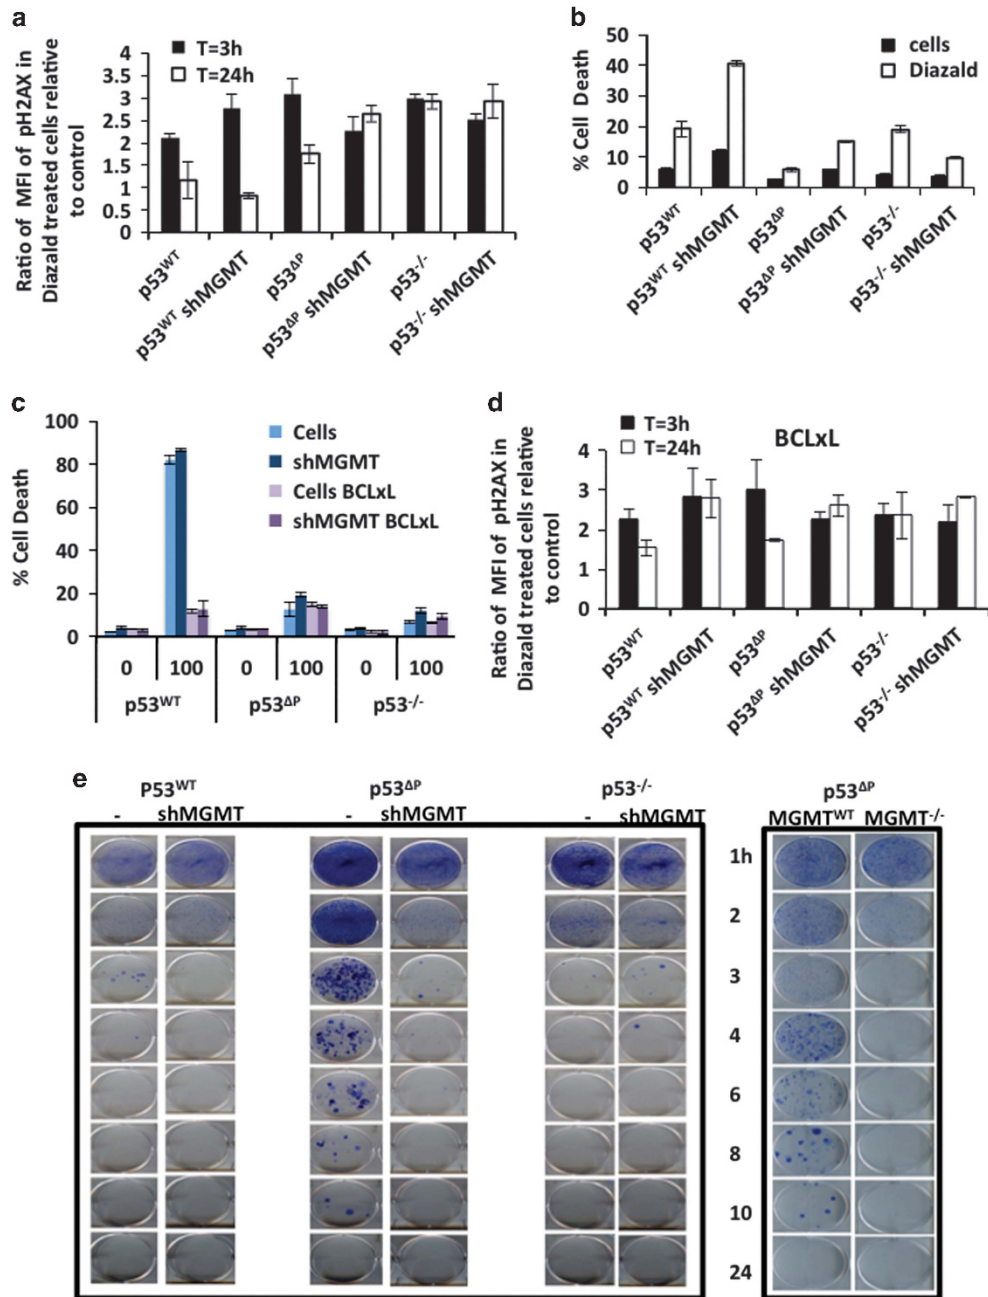 a
Ratio of MFI of pH2AX in
Diazald treated cells relative
to control
T=3h
T=24h
4
3.5
3
2.5
2
1.5
1
0.5
0
p53WT
p53WT shMGMT
p53ΔP
p53ΔP shMGMT
p53-/-
p53-/- shMGMT
b
% Cell Death
50
40
30
20
10
0
cells
Diazald
p53WT
p53WT shMGMT
p53ΔP
p53ΔP shMGMT
p53-/-
p53-/- shMGMT
c
% Cell Death
100
80
60
40
20
0
Cells
shMGMT
Cells BCLxL
shMGMT BCLxL
0 100 0 100 0 100
p53WT p53ΔP p53-/-
d
Ratio of MFI of pH2AX in
Diazald treated cells relative
to control
T=3h
T=24h
BCLxL
4
3
2
1
0
p53WT
p53WT shMGMT
p53ΔP
p53ΔP shMGMT
p53-/-
p53-/- shMGMT
e
P53WT p53ΔP p53-/- p53ΔP
- shMGMT - shMGMT - shMGMT MGMTWT MGMT-/-
1h
2
3
4
6
8
10
24